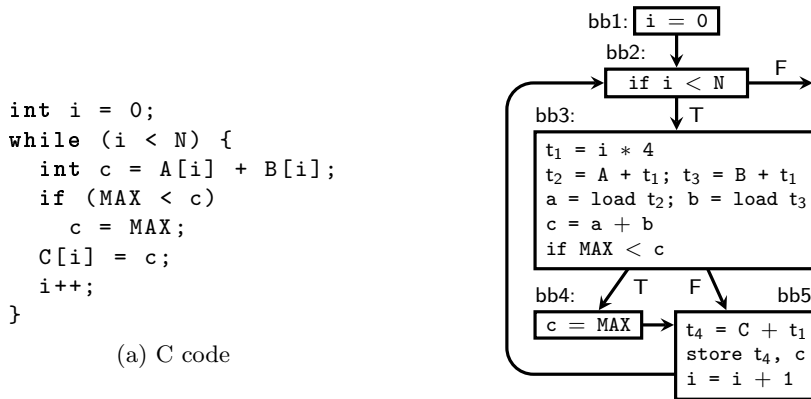 int i = 0;
while (i < N) {
int c = A[i] + B[i];
if (MAX < c)
c = MAX;
C[i] = c;
i++;
}
(a) C code
bb1:
i = 0
bb2:
if i < N
F
T
bb3:
t₁ = i * 4
t₂ = A + t₁; t₃ = B + t₁
a = load t₂; b = load t₃
c = a + b
if MAX < c
T
F
bb4:
c = MAX
bb5
t₄ = C + t₁
store t₄, c
i = i + 1